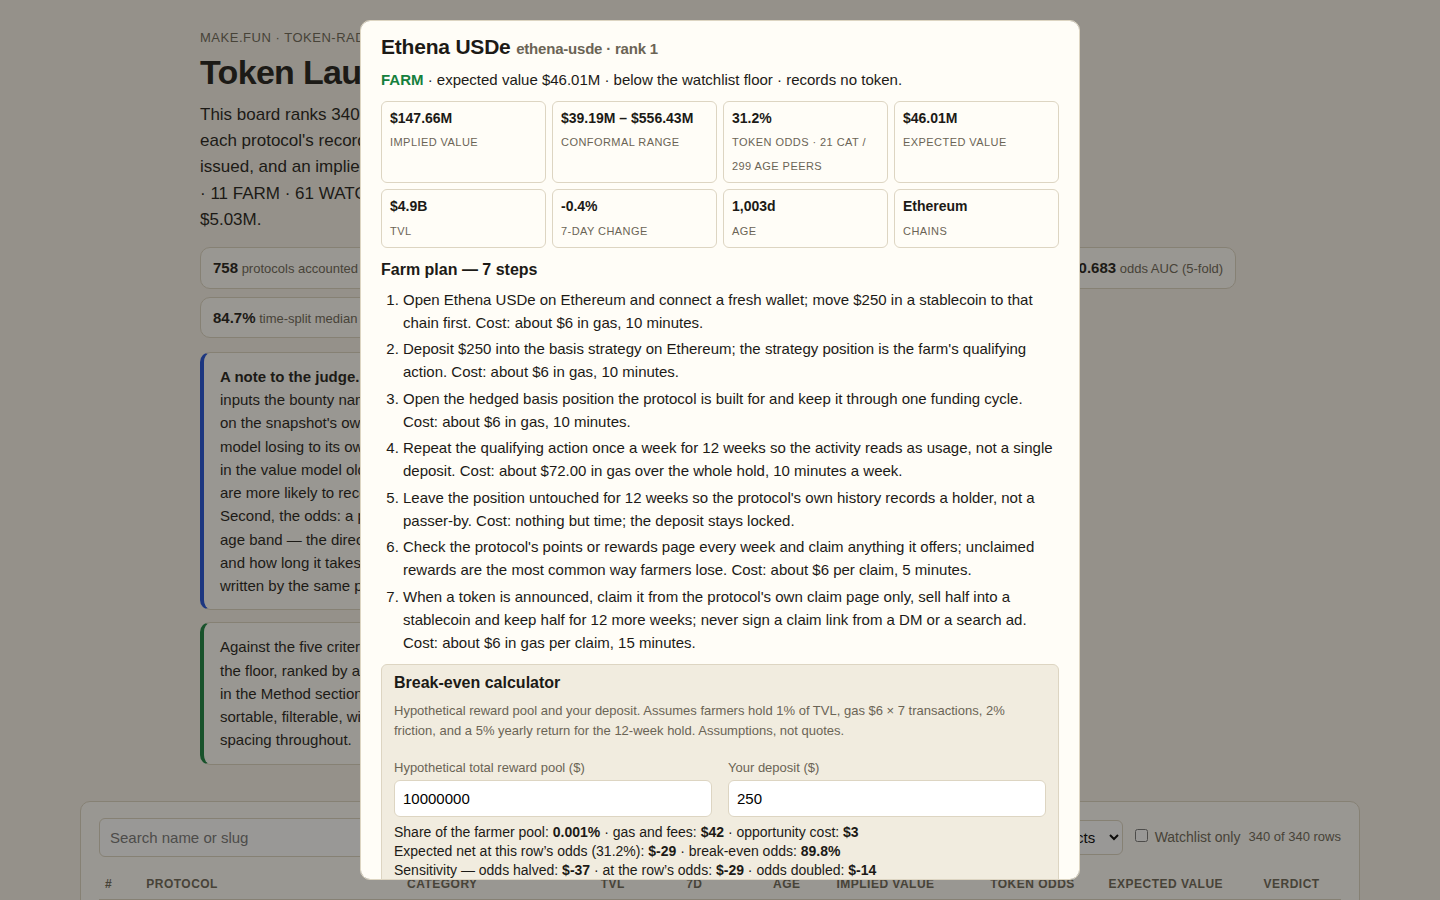 MAKE.FUN · TOKEN-RAD
Token Lau
This board ranks 340
each protocol's record
issued, and an implie
· 11 FARM · 61 WATC
$5.03M.
758 protocols accounted
0.683 odds AUC (5-fold)
84.7% time-split median
A note to the judge.
inputs the bounty nar
on the snapshot's ow
model losing to its ow
in the value model old
are more likely to rec
Second, the odds: a p
age band — the direc
and how long it takes
written by the same p
Against the five criter
the floor, ranked by a
in the Method section
sortable, filterable, wi
spacing throughout.
Ethena USDe ethena-usde · rank 1
FARM · expected value $46.01M · below the watchlist floor · records no token.
$147.66M
IMPLIED VALUE
$39.19M – $556.43M
CONFORMAL RANGE
31.2%
TOKEN ODDS · 21 CAT /
299 AGE PEERS
$46.01M
EXPECTED VALUE
$4.9B
TVL
-0.4%
7-DAY CHANGE
1,003d
AGE
Ethereum
CHAINS
Farm plan — 7 steps
1. Open Ethena USDe on Ethereum and connect a fresh wallet; move $250 in a stablecoin to that
chain first. Cost: about $6 in gas, 10 minutes.
2. Deposit $250 into the basis strategy on Ethereum; the strategy position is the farm's qualifying
action. Cost: about $6 in gas, 10 minutes.
3. Open the hedged basis position the protocol is built for and keep it through one funding cycle.
Cost: about $6 in gas, 10 minutes.
4. Repeat the qualifying action once a week for 12 weeks so the activity reads as usage, not a single
deposit. Cost: about $72.00 in gas over the whole hold, 10 minutes a week.
5. Leave the position untouched for 12 weeks so the protocol's own history records a holder, not a
passer-by. Cost: nothing but time; the deposit stays locked.
6. Check the protocol's points or rewards page every week and claim anything it offers; unclaimed
rewards are the most common way farmers lose. Cost: about $6 per claim, 5 minutes.
7. When a token is announced, claim it from the protocol's own claim page only, sell half into a
stablecoin and keep half for 12 more weeks; never sign a claim link from a DM or a search ad.
Cost: about $6 in gas per claim, 15 minutes.
Break-even calculator
Hypothetical reward pool and your deposit. Assumes farmers hold 1% of TVL, gas $6 × 7 transactions, 2%
friction, and a 5% yearly return for the 12-week hold. Assumptions, not quotes.
Hypothetical total reward pool ($)
Your deposit ($)
10000000
250
Share of the farmer pool: 0.001% · gas and fees: $42 · opportunity cost: $3
Expected net at this row's odds (31.2%): $-29 · break-even odds: 89.8%
Sensitivity — odds halved: $-37 · at the row's odds: $-29 · odds doubled: $-14
Search name or slug
cts
Watchlist only
340 of 340 rows
# PROTOCOL CATEGORY TVL 7D AGE IMPLIED VALUE TOKEN ODDS EXPECTED VALUE VERDICT